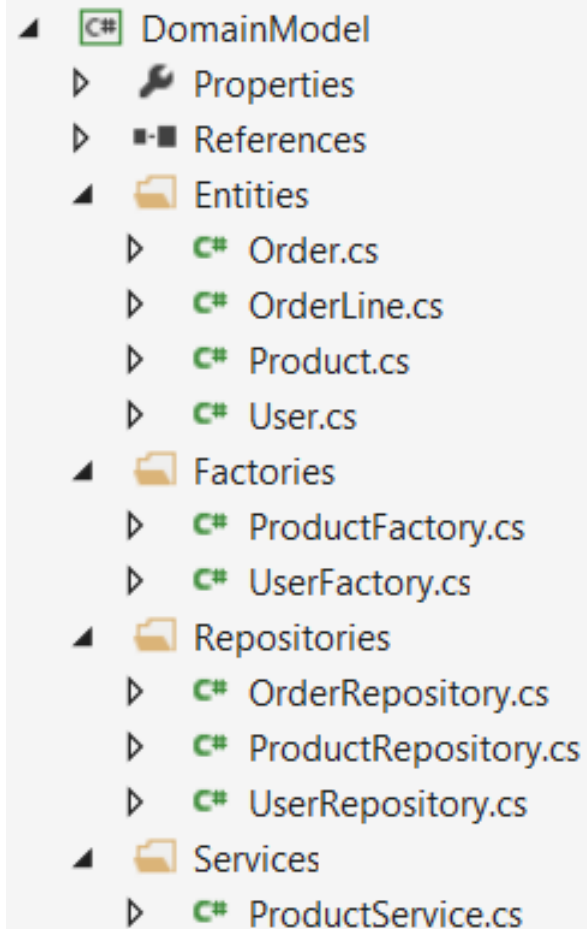 C# DomainModel
Properties
References
Entities
C# Order.cs
C# OrderLine.cs
C# Product.cs
C# User.cs
Factories
C# ProductFactory.cs
C# UserFactory.cs
Repositories
C# OrderRepository.cs
C# ProductRepository.cs
C# UserRepository.cs
Services
C# ProductService.cs